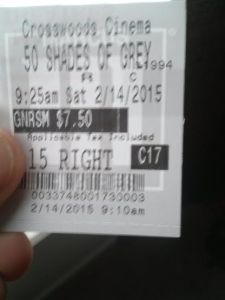 Crosswoods Cinema
50 SHADES OF GREY
R C 1994
9:25am Sat 2/14/2015
GNRSM $7.50
Applicable Tax Included
15 RIGHT C17
0033748001730003
2/14/2015 9:10am